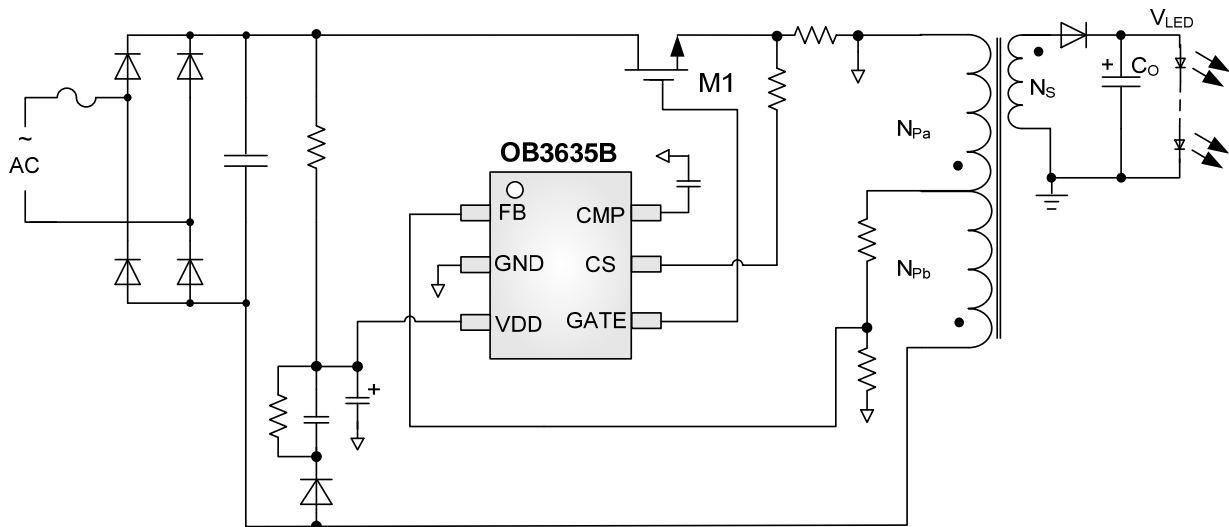 V_LED
+
C_O
N_S
M1
N_Pa
~
AC
OB3635B
FB
CMP
GND
CS
N_Pb
VDD
GATE
+